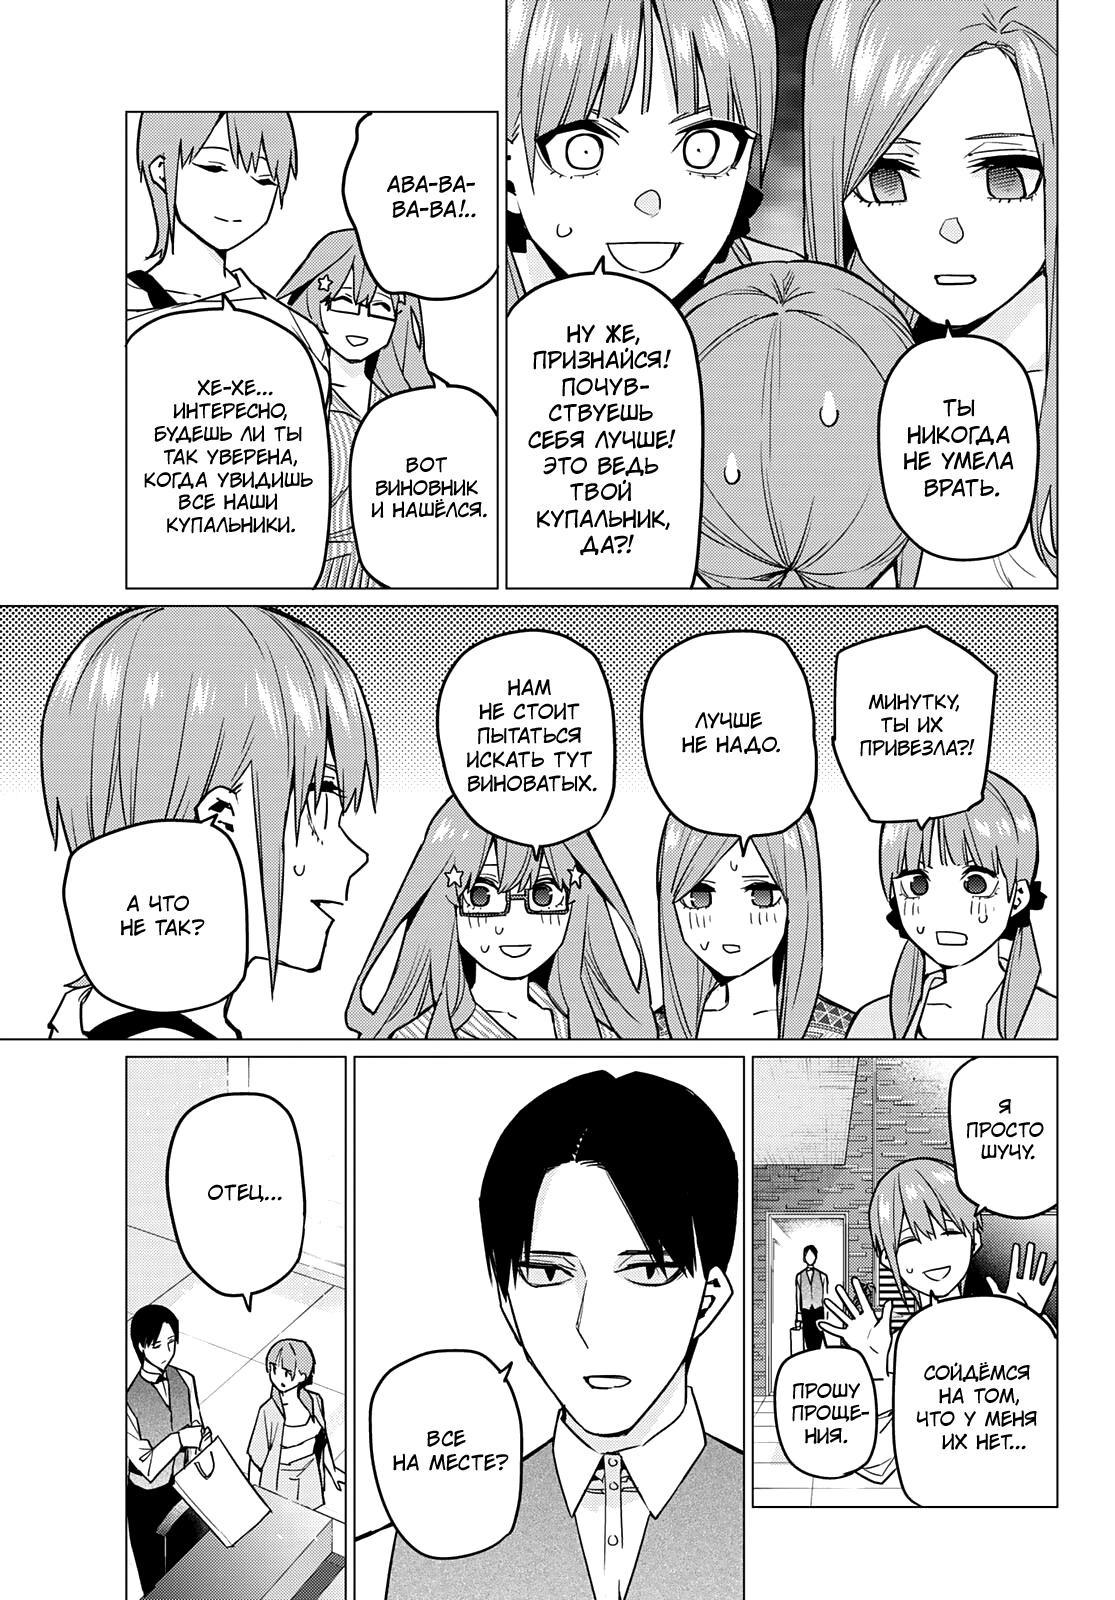 ТЫ
НИКОГДА
НЕ УМЕЛА
ВРАТЬ.
НУ ЖЕ,
ПРИЗНАЙСЯ!
ПОЧУВ-
СТВУЕШЬ
СЕБЯ ЛУЧШЕ!
ЭТО ВЕДЬ
ТВОЙ
КУПАЛЬНИК,
ДА?!
АВА-ВА-
ВА-ВА!..
ВОТ
ВИНОВНИК
И НАШЁЛСЯ.
ХЕ-ХЕ...
ИНТЕРЕСНО,
БУДЕШЬ ЛИ ТЫ
ТАК УВЕРЕНА,
КОГДА УВИДИШЬ
ВСЕ НАШИ
КУПАЛЬНИКИ.
МИНУТКУ,
ТЫ ИХ
ПРИВЕЗЛА?!
ЛУЧШЕ
НЕ НАДО.
НАМ
НЕ СТОИТ
ПЫТАТЬСЯ
ИСКАТЬ ТУТ
ВИНОВАТЫХ.
А ЧТО
НЕ ТАК?
Я
ПРОСТО
ШУЧУ.
СОЙДЁМСЯ
НА ТОМ,
ЧТО У МЕНЯ
ИХ НЕТ...
ПРОШУ
ПРОЩЕ-
НИЯ.
ВСЕ
НА МЕСТЕ?
ОТЕЦ...